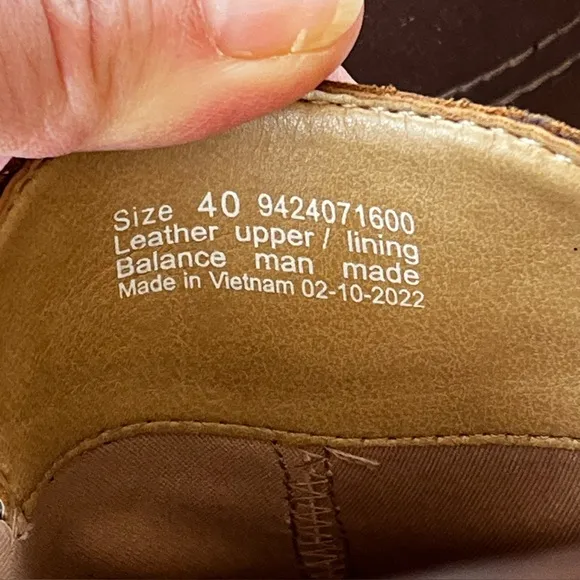 Size 40 9424071600
Leather upper / lining
Balance man made
Made in Vietnam 02-10-2022